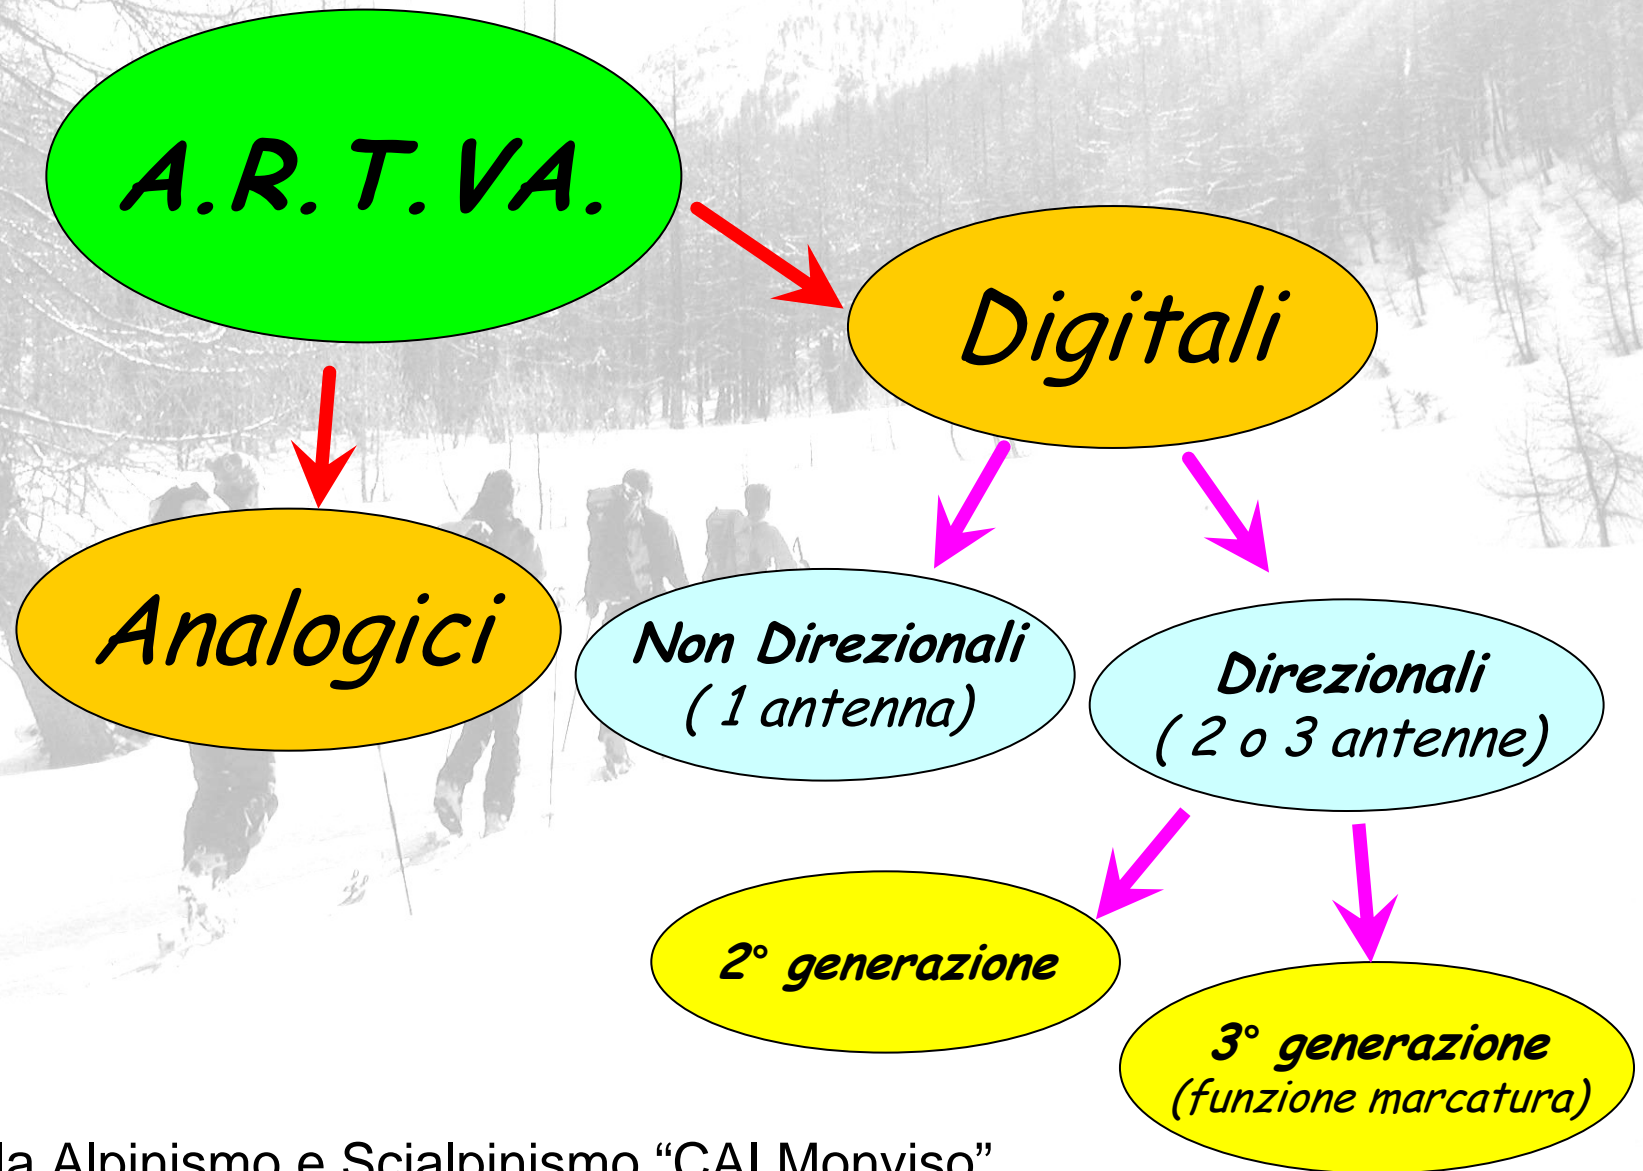 A.R.T.VA.
Digitali
Analogici
Non Direzionali
( 1 antenna)
Direzionali
( 2 o 3 antenne)
2° generazione
3° generazione
(funzione marcatura)
Alpinismo e Scialpinismo “CAI Monviso”